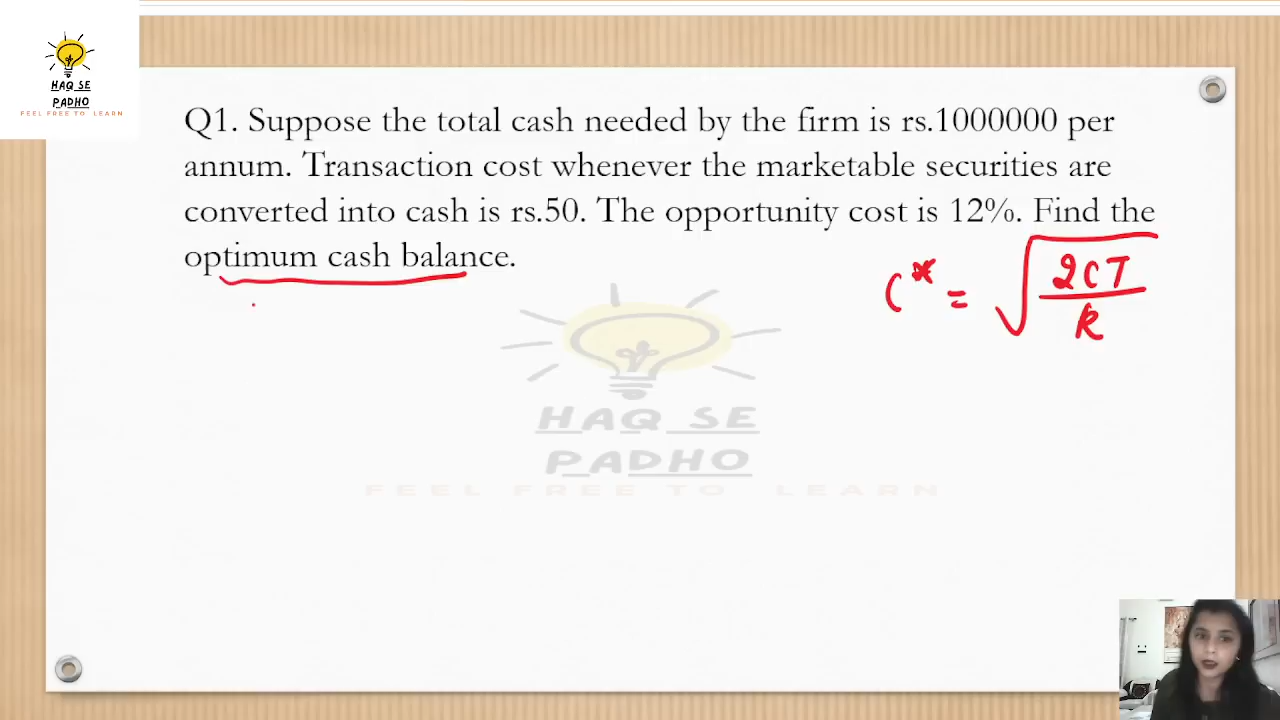 HAQ SE
PADHO
FEEL FREE TO LEARN
Q1. Suppose the total cash needed by the firm is rs.1000000 per
annum. Transaction cost whenever the marketable securities are
converted into cash is rs.50. The opportunity cost is 12%. Find the
optimum cash balance.
C* = √2CT/k
HAQ SE
PADHO
FEEL FREE TO LEARN